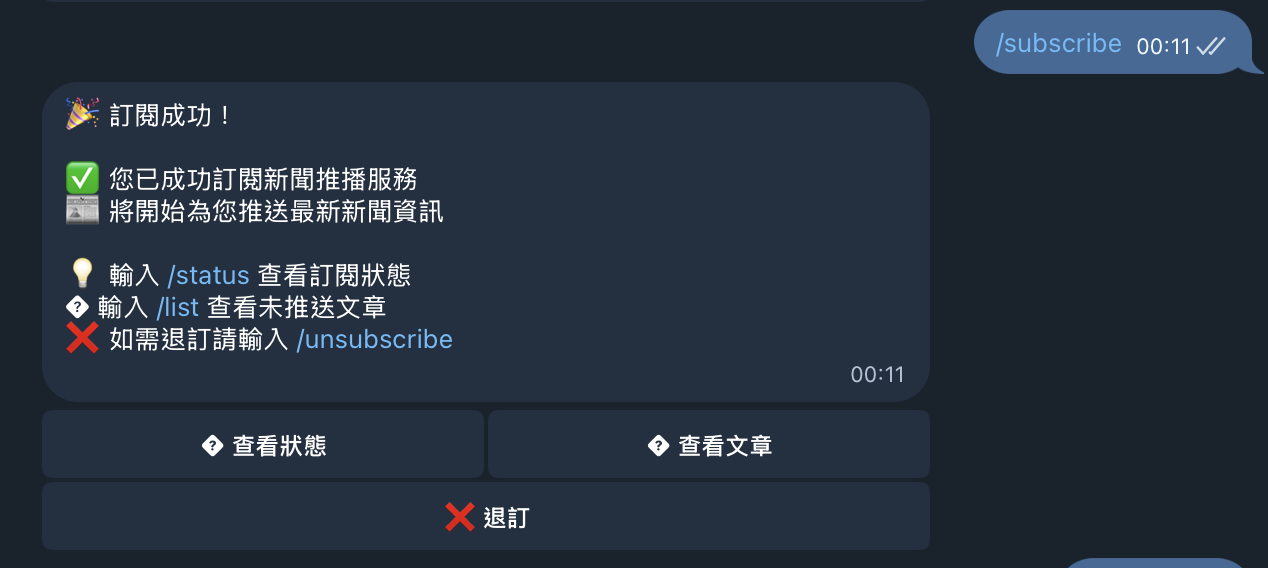 /subscribe 00:11
🎉 訂閱成功！
✅ 您已成功訂閱新聞推播服務
📰 將開始為您推送最新新聞資訊
💡 輸入 /status 查看訂閱狀態
� 輸入 /list 查看未推送文章
❌ 如需退訂請輸入 /unsubscribe
00:11
� 查看狀態
� 查看文章
❌ 退訂